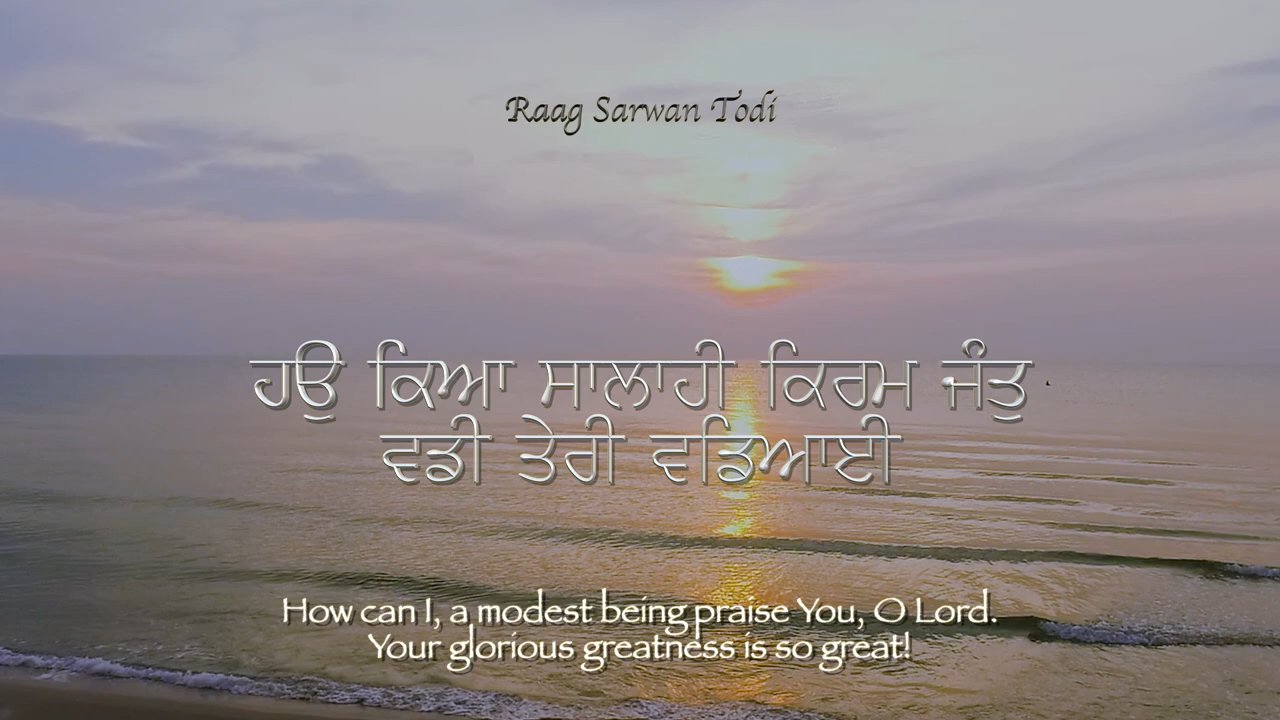 Raag Sarwan Todi
ਹਉ ਕਿਆ ਸਾਲਾਹੀ ਕਿਰਮ ਜੰਤੁ
ਵਡੀ ਤੇਰੀ ਵਡਿਆਈ
How can I, a modest being praise You, O Lord.
Your glorious greatness is so great!